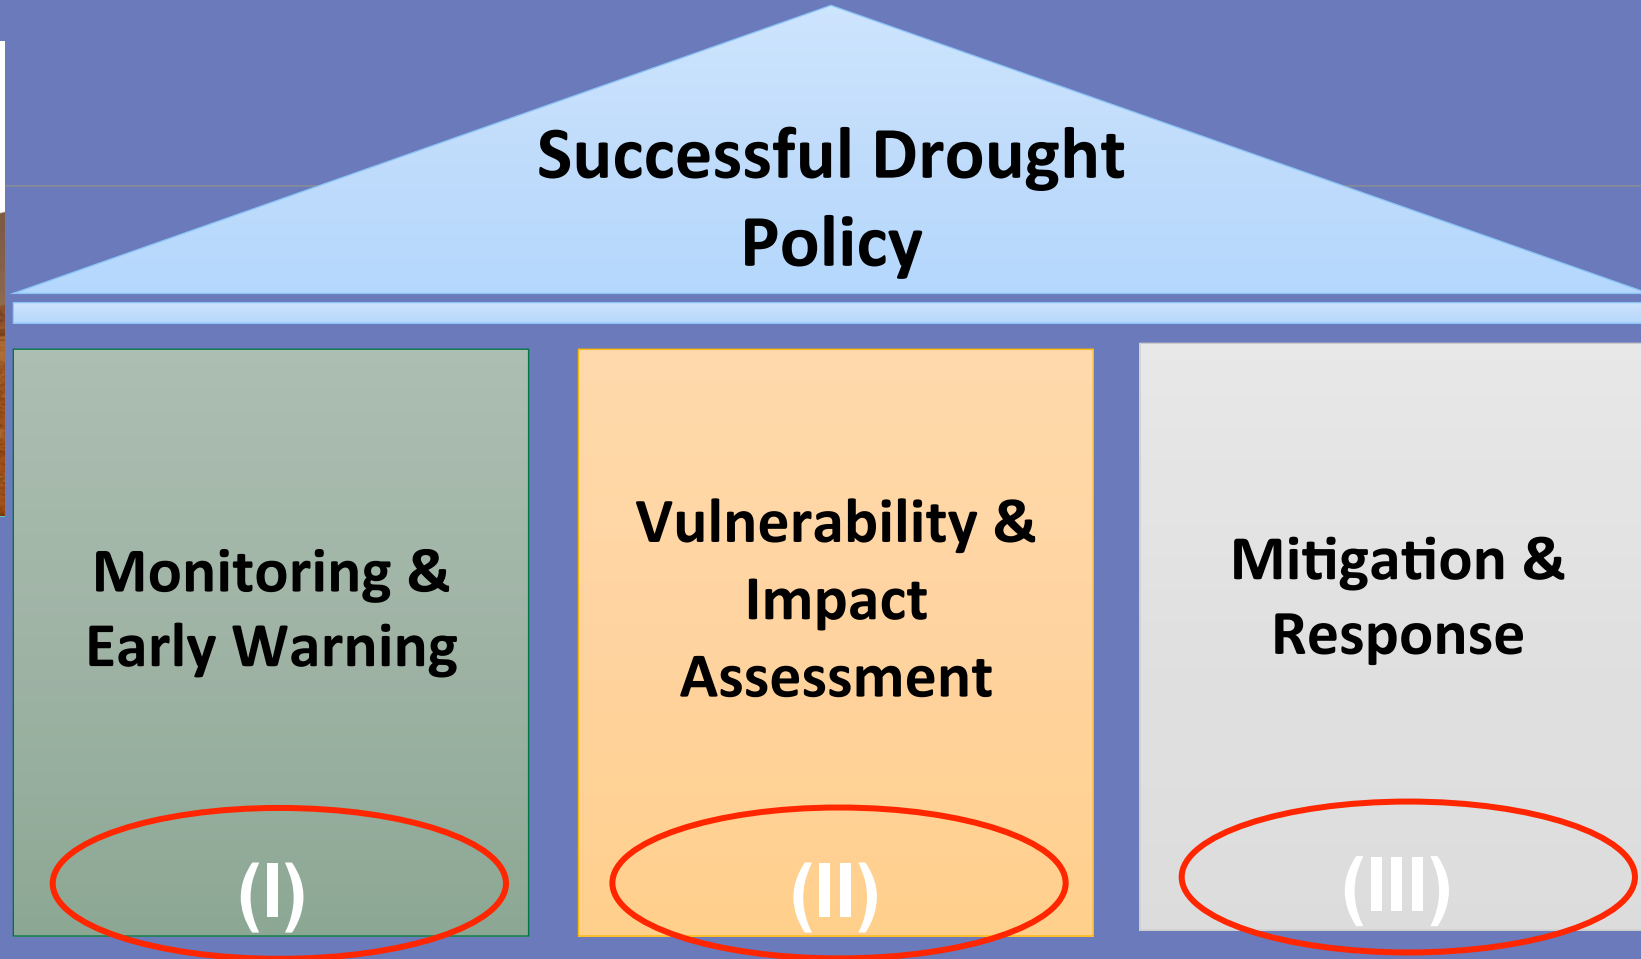 Successful Drought
Policy
Monitoring &
Early Warning
(I)
Vulnerability &
Impact
Assessment
(II)
Mitigation &
Response
(III)